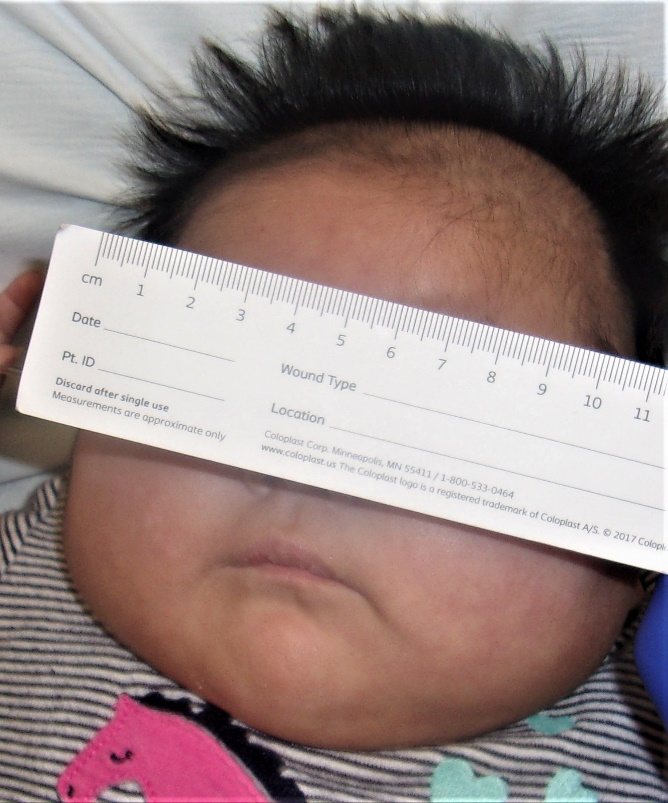 cm 1 2 3 4 5 6 7 8 9 10 11
Date
Pt. ID
Discard after single use
Measurements are approximate only
Wound Type
Location
Coloplast Corp. Minneapolis, MN 55411 / 1-800-533-0464
www.coloplast.us The Coloplast logo is a registered trademark of Coloplast A/S. © 2017 Colopl